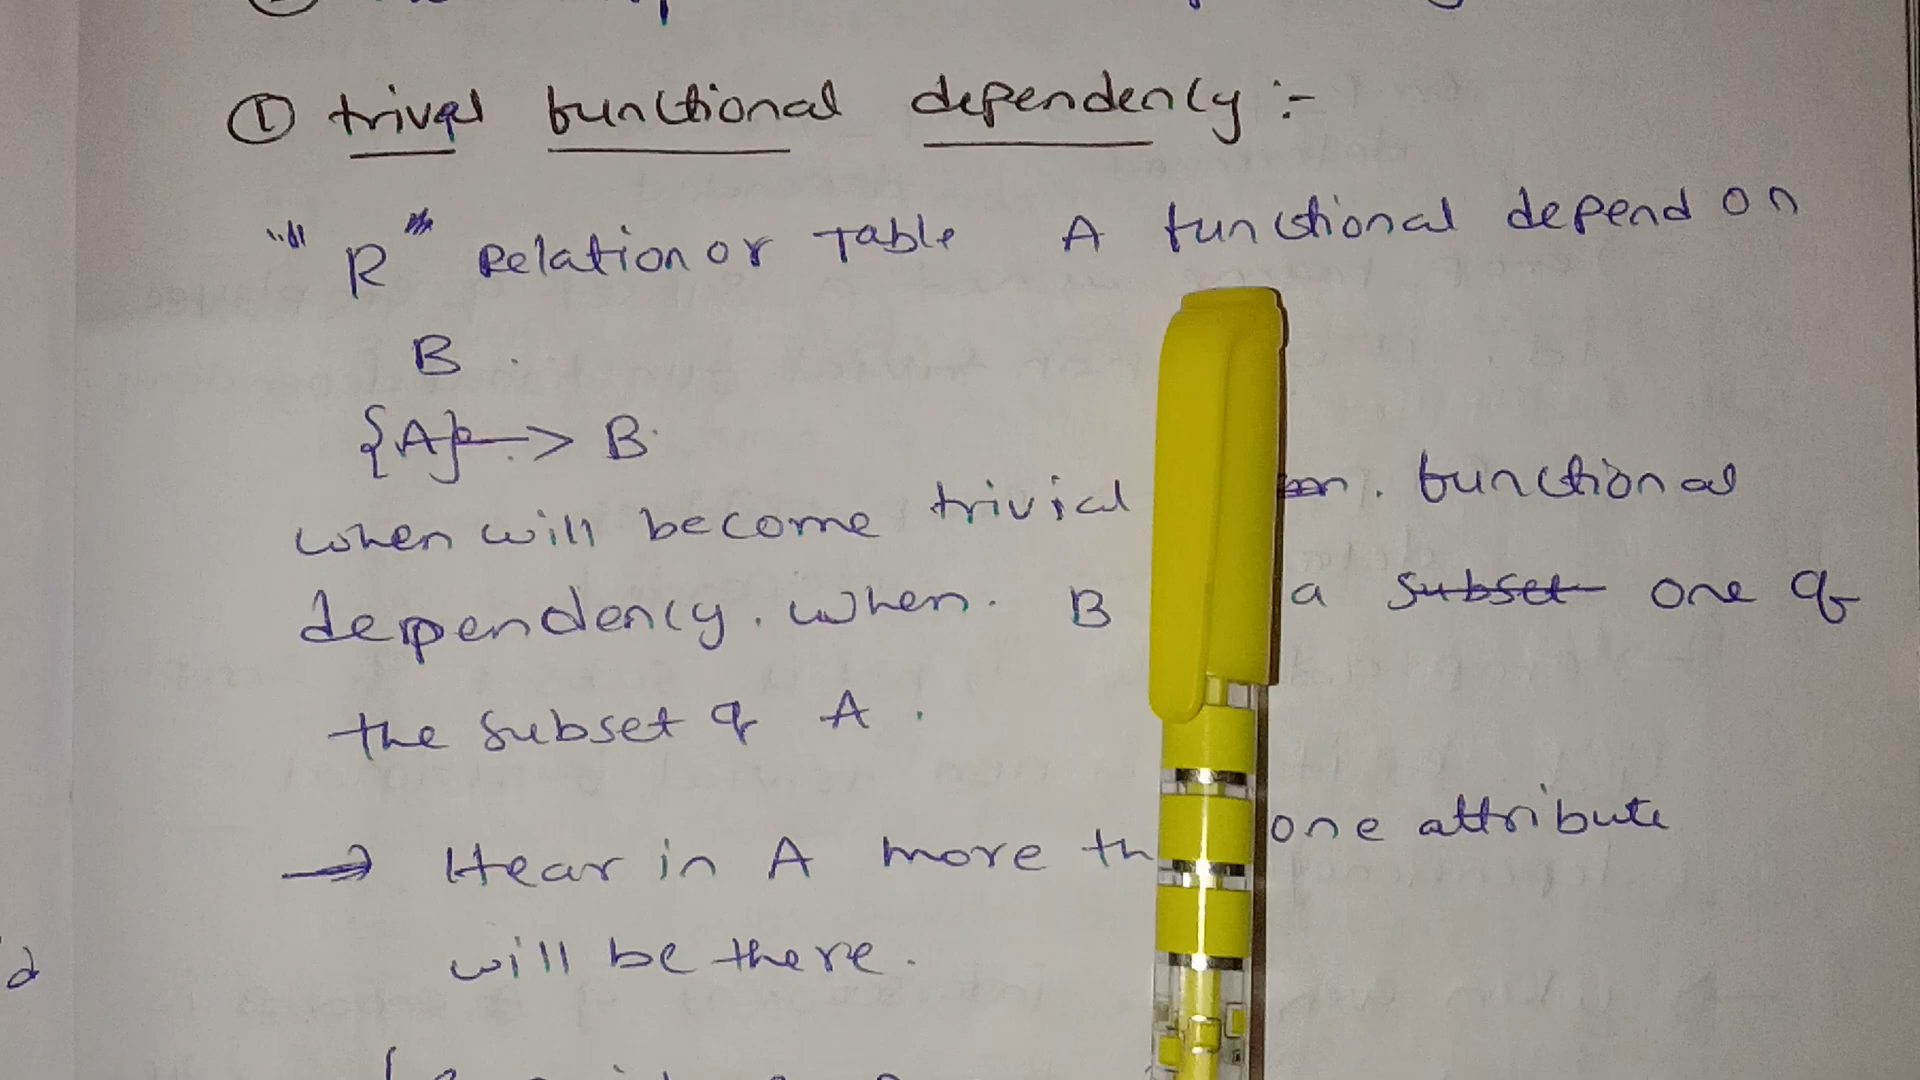 ① trival functional dependency :-
"R" Relation or Table A functional depend on
B.
{A} -> B.
when will become trivial . functional
dependency. when. B a subset one of
the subset of A.
→ Hear in A more th one attribute
will be there.